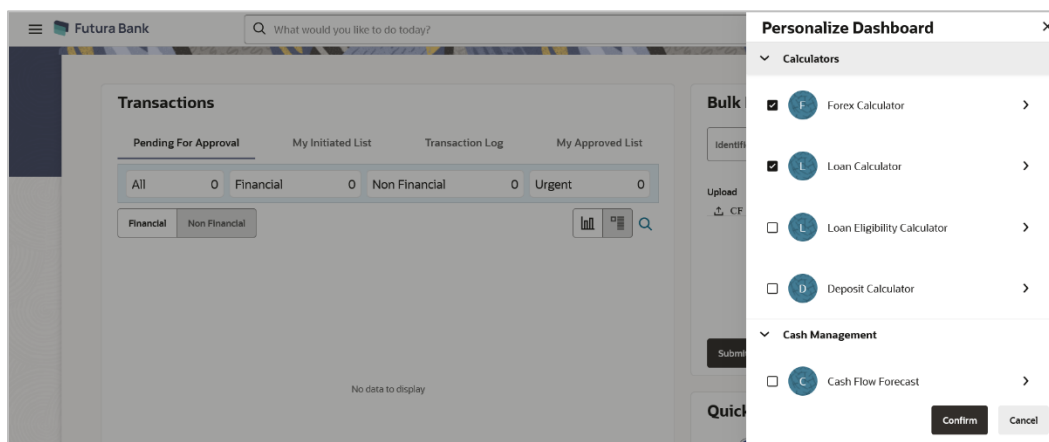 Futura Bank
What would you like to do today?
Transactions
Pending For Approval My Initiated List Transaction Log My Approved List
All 0 Financial 0 Non Financial 0 Urgent 0
Financial Non Financial
No data to display
Bulk
Upload
CF
Personalize Dashboard
Calculators
F Forex Calculator
L Loan Calculator
L Loan Eligibility Calculator
D Deposit Calculator
Cash Management
C Cash Flow Forecast
Confirm Cancel